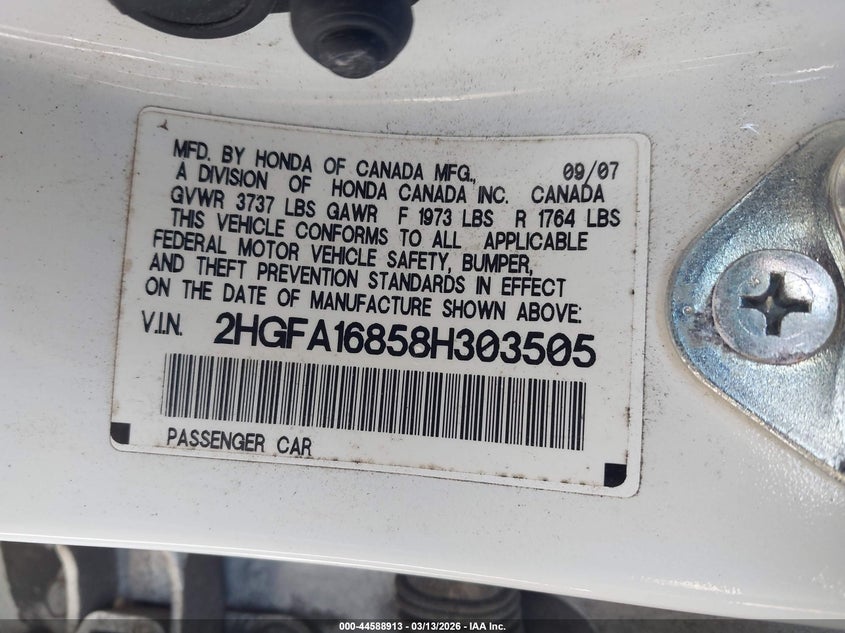 MFD. BY HONDA OF CANADA MFG., 09/07
A DIVISION OF HONDA CANADA INC. CANADA
GVWR 3737 LBS GAWR F 1973 LBS R 1764 LBS
THIS VEHICLE CONFORMS TO ALL APPLICABLE
FEDERAL MOTOR VEHICLE SAFETY, BUMPER,
AND THEFT PREVENTION STANDARDS IN EFFECT
ON THE DATE OF MANUFACTURE SHOWN ABOVE:
V.I.N. 2HGFA16858H303505
PASSENGER CAR
000-44588913 — 03/13/2026 — IAA Inc.